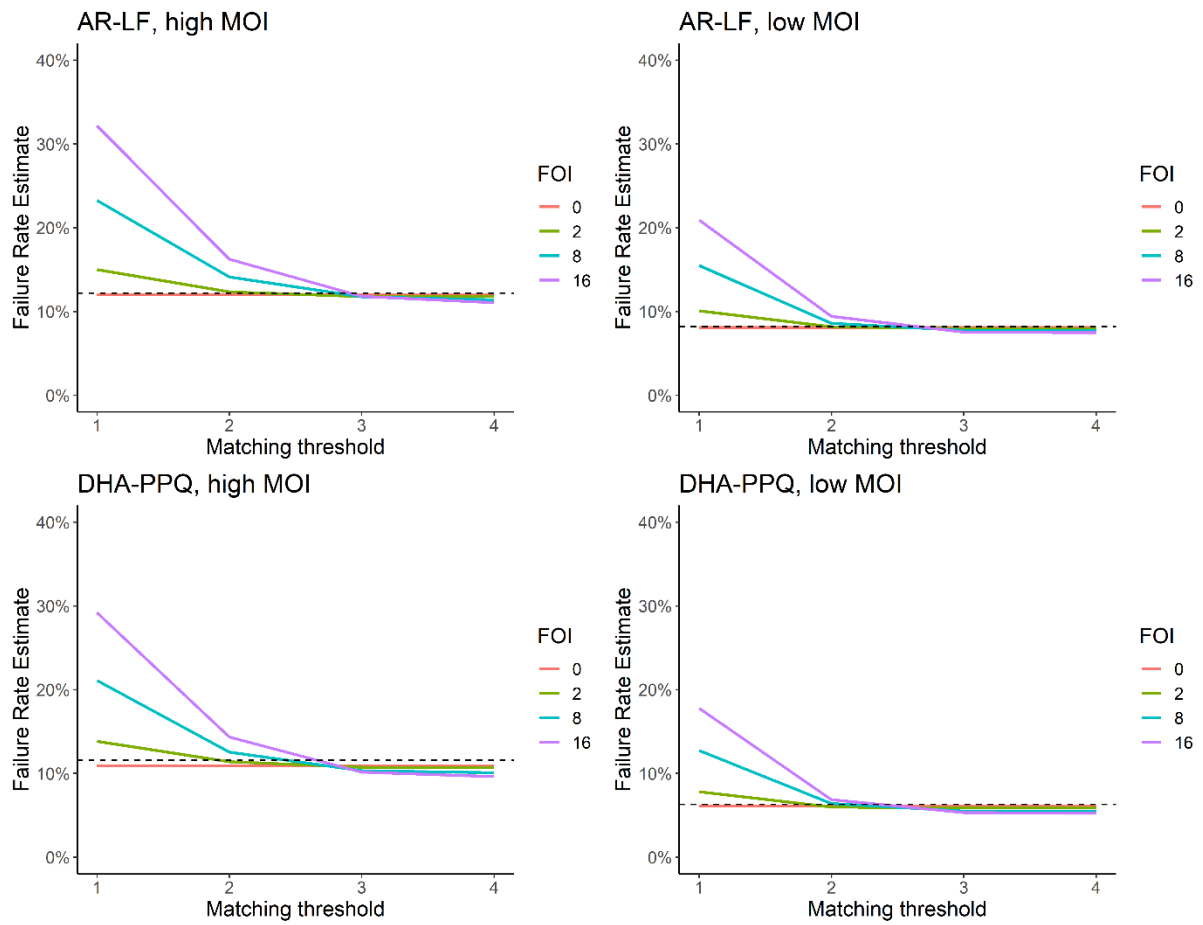 AR-LF, high MOI
40%
30%
20%
10%
0%
Failure Rate Estimate
1 2 3 4
Matching threshold
FOI
0
2
8
16
AR-LF, low MOI
40%
30%
20%
10%
0%
Failure Rate Estimate
1 2 3 4
Matching threshold
FOI
0
2
8
16
DHA-PPQ, high MOI
40%
30%
20%
10%
0%
Failure Rate Estimate
1 2 3 4
Matching threshold
FOI
0
2
8
16
DHA-PPQ, low MOI
40%
30%
20%
10%
0%
Failure Rate Estimate
1 2 3 4
Matching threshold
FOI
0
2
8
16